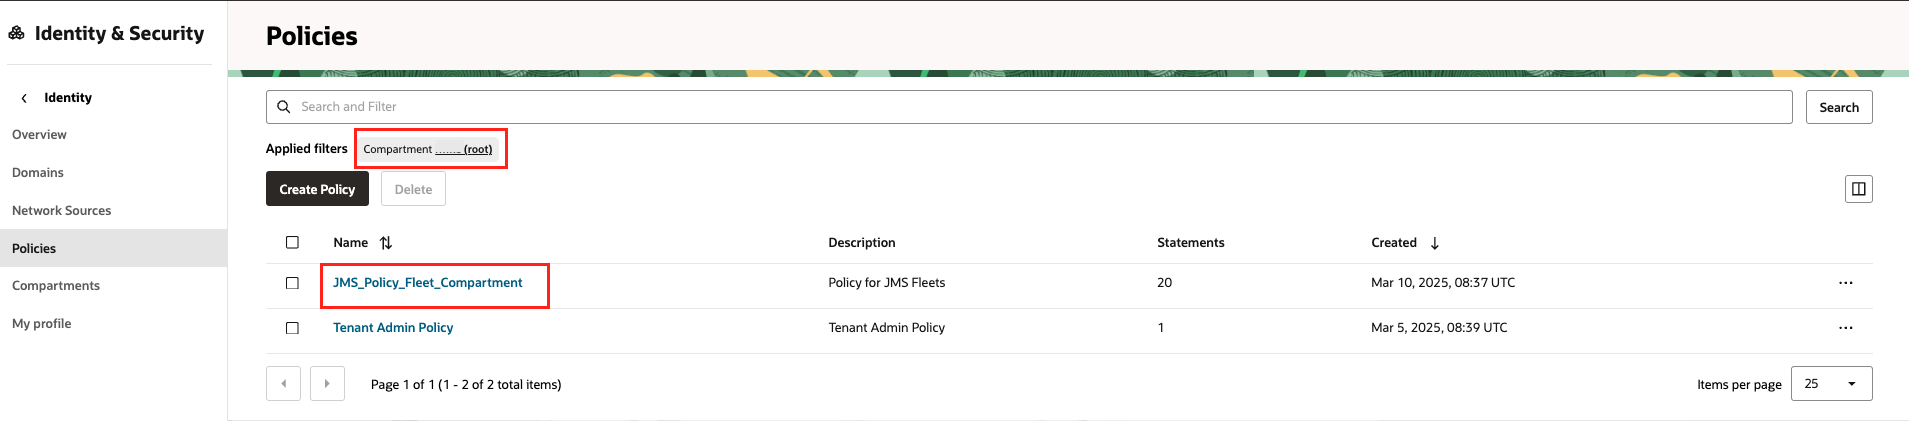 Identity & Security
Identity
Overview
Domains
Network Sources
Policies
Compartments
My profile
Policies
Search and Filter
Search
Applied filters Compartment ....... (root)
Create Policy Delete
Name Description Statements Created
JMS_Policy_Fleet_Compartment Policy for JMS Fleets 20 Mar 10, 2025, 08:37 UTC ...
Tenant Admin Policy Tenant Admin Policy 1 Mar 5, 2025, 08:39 UTC ...
Page 1 of 1 (1 - 2 of 2 total items) Items per page 25